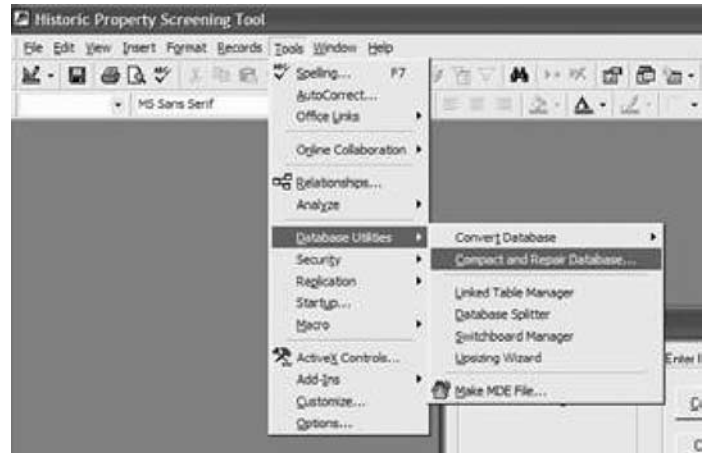 Historic Property Screening Tool
File Edit View Insert Format Records Tools Window Help
Spelling... F7
MS Sans Serif
AutoCorrect...
Office Links
Online Collaboration
Relationships...
Analyze
Database Utilities
Convert Database
Security
Compact and Repair Database...
Replication
Linked Table Manager
Startup...
Database Splitter
Macro
Switchboard Manager
ActiveX Controls...
Upsizing Wizard
Enter
Add-Ins
Make MDE File...
Customize...
Options...